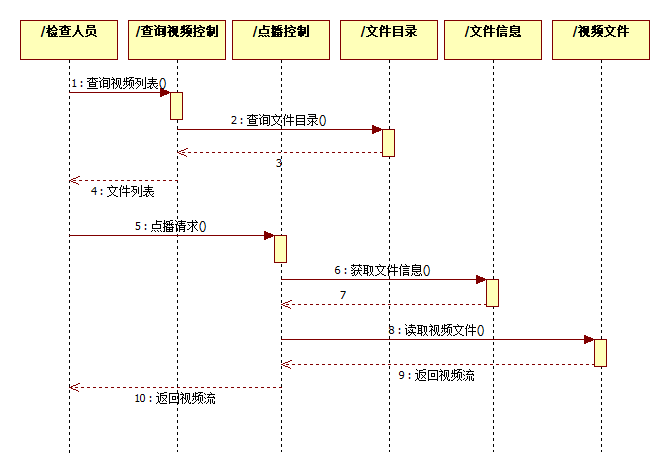 /检查人员
/查询视频控制
/点播控制
/文件目录
/文件信息
/视频文件
1 : 查询视频列表()
2 : 查询文件目录()
3
4 : 文件列表
5 : 点播请求()
6 : 获取文件信息()
7
8 : 读取视频文件()
9 : 返回视频流
10 : 返回视频流